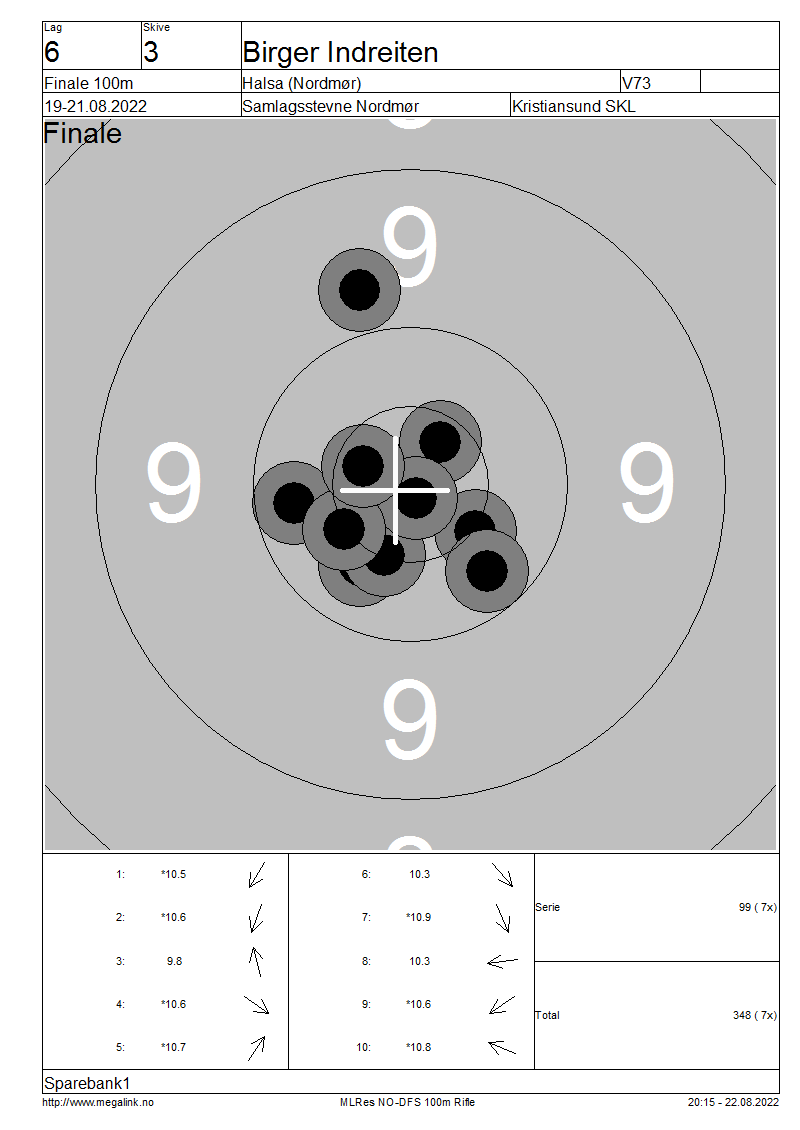 Lag Skive
6 3 Birger Indreiten
Finale 100m Halsa (Nordmør) V73
19-21.08.2022 Samlagsstevne Nordmør Kristiansund SKL
Finale
9
9 9
9
1: *10.5 6: 10.3
2: *10.6 7: *10.9
Serie 99 ( 7x)
3: 9.8 8: 10.3
4: *10.6 9: *10.6
Total 348 ( 7x)
5: *10.7 10: *10.8
Sparebank1
http://www.megalink.no MLRes NO-DFS 100m Rifle 20:15 - 22.08.2022